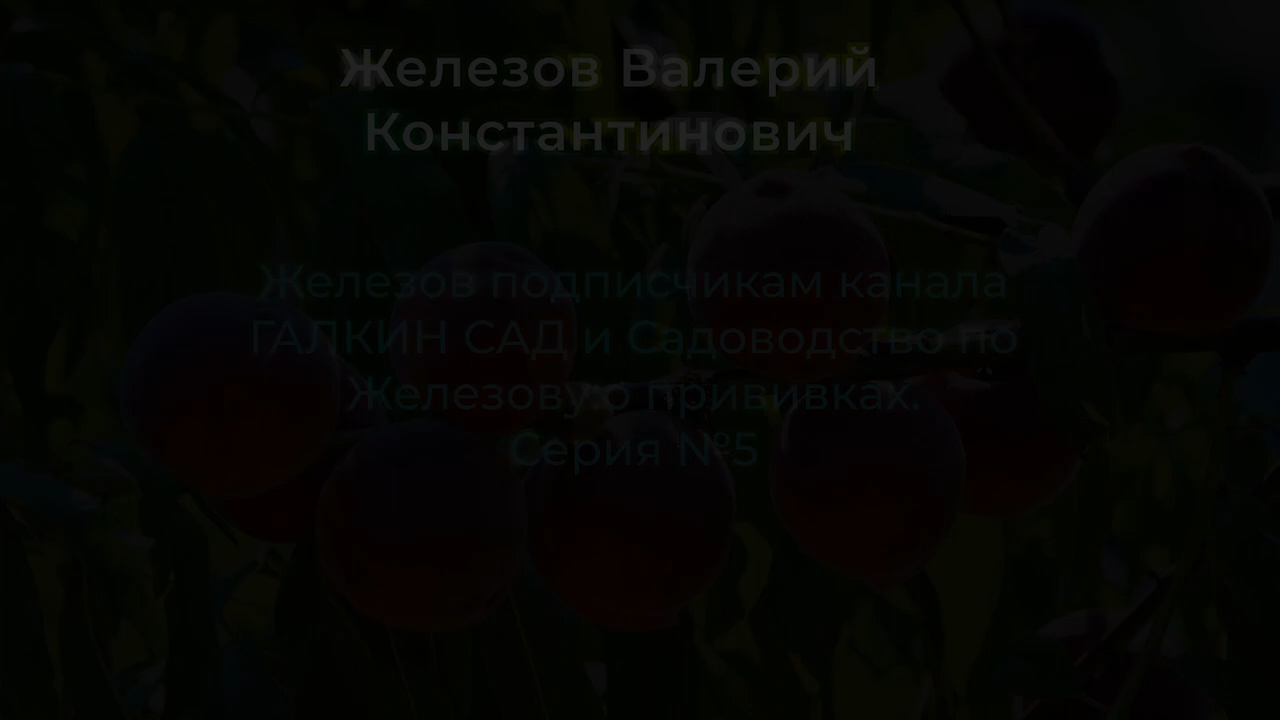 Железов Валерий
Константинович
Железов подписчикам канала
ГАЛКИН САД и Садоводство по
Железову о прививках.
Серия №5